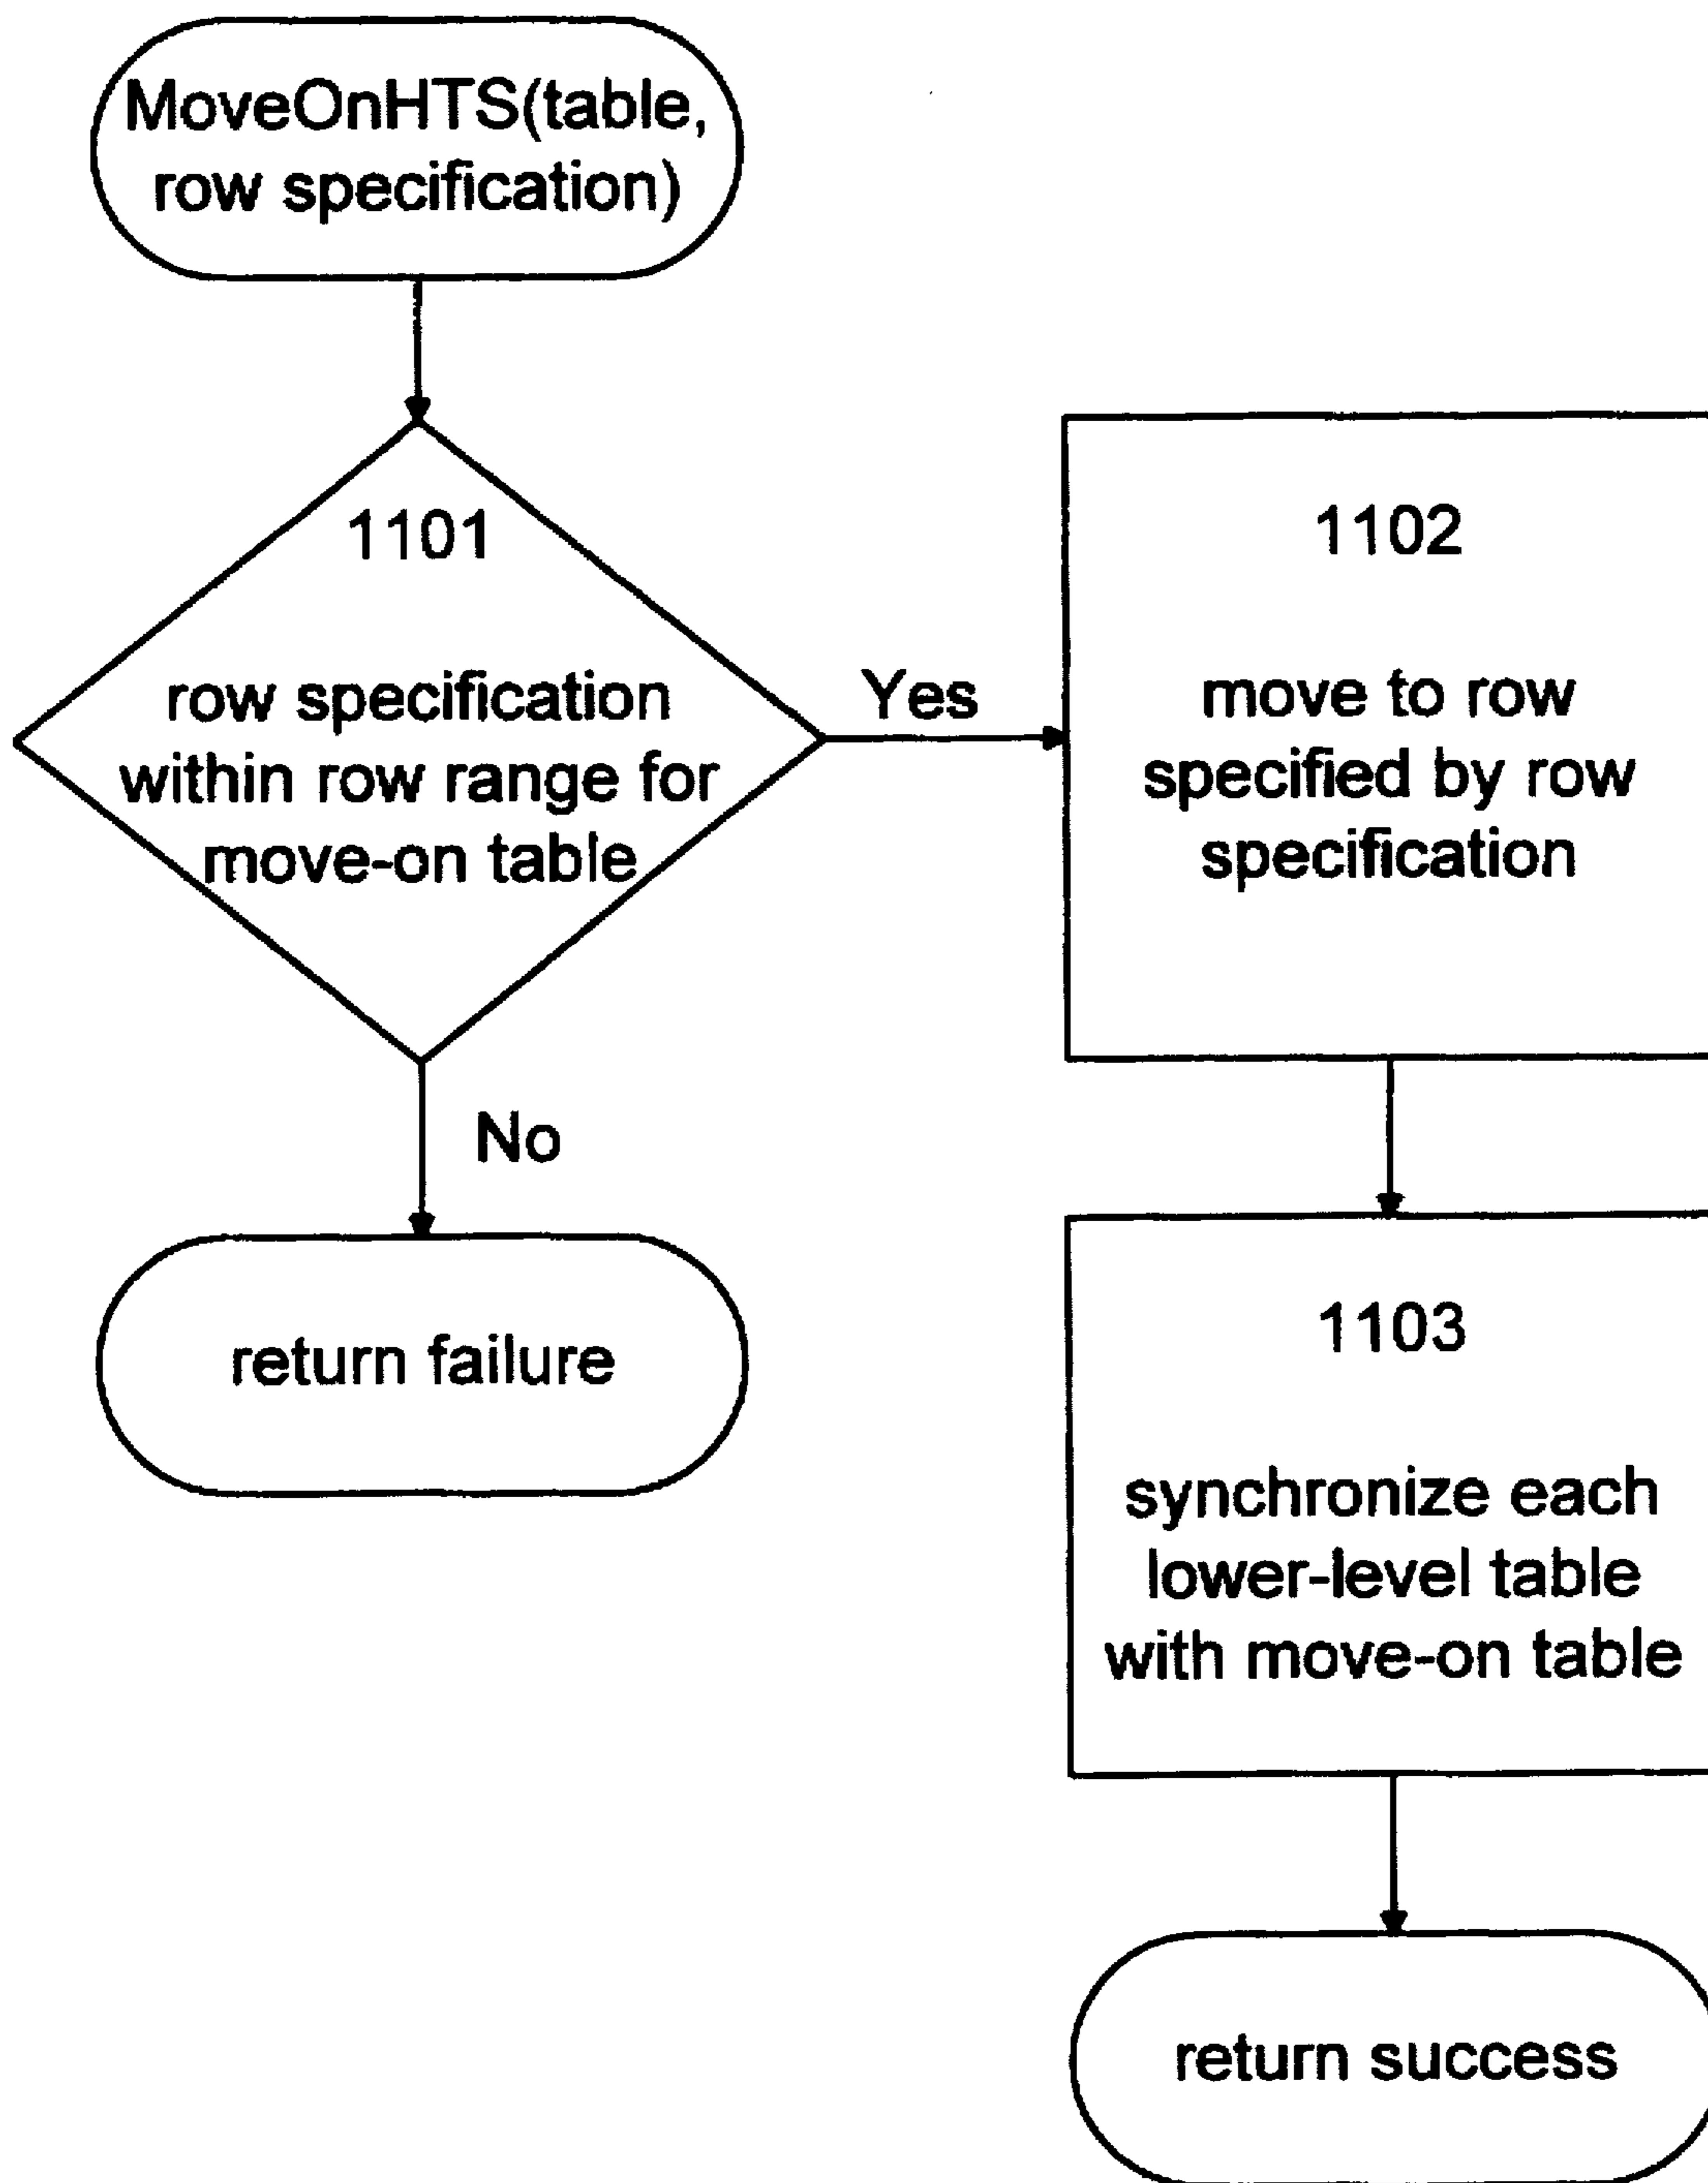 MoveOnHTS(table,
row specification)
1101
row specification
within row range for
move-on table
Yes
No
return failure
1102
move to row
specified by row
specification
1103
synchronize each
lower-level table
with move-on table
return success